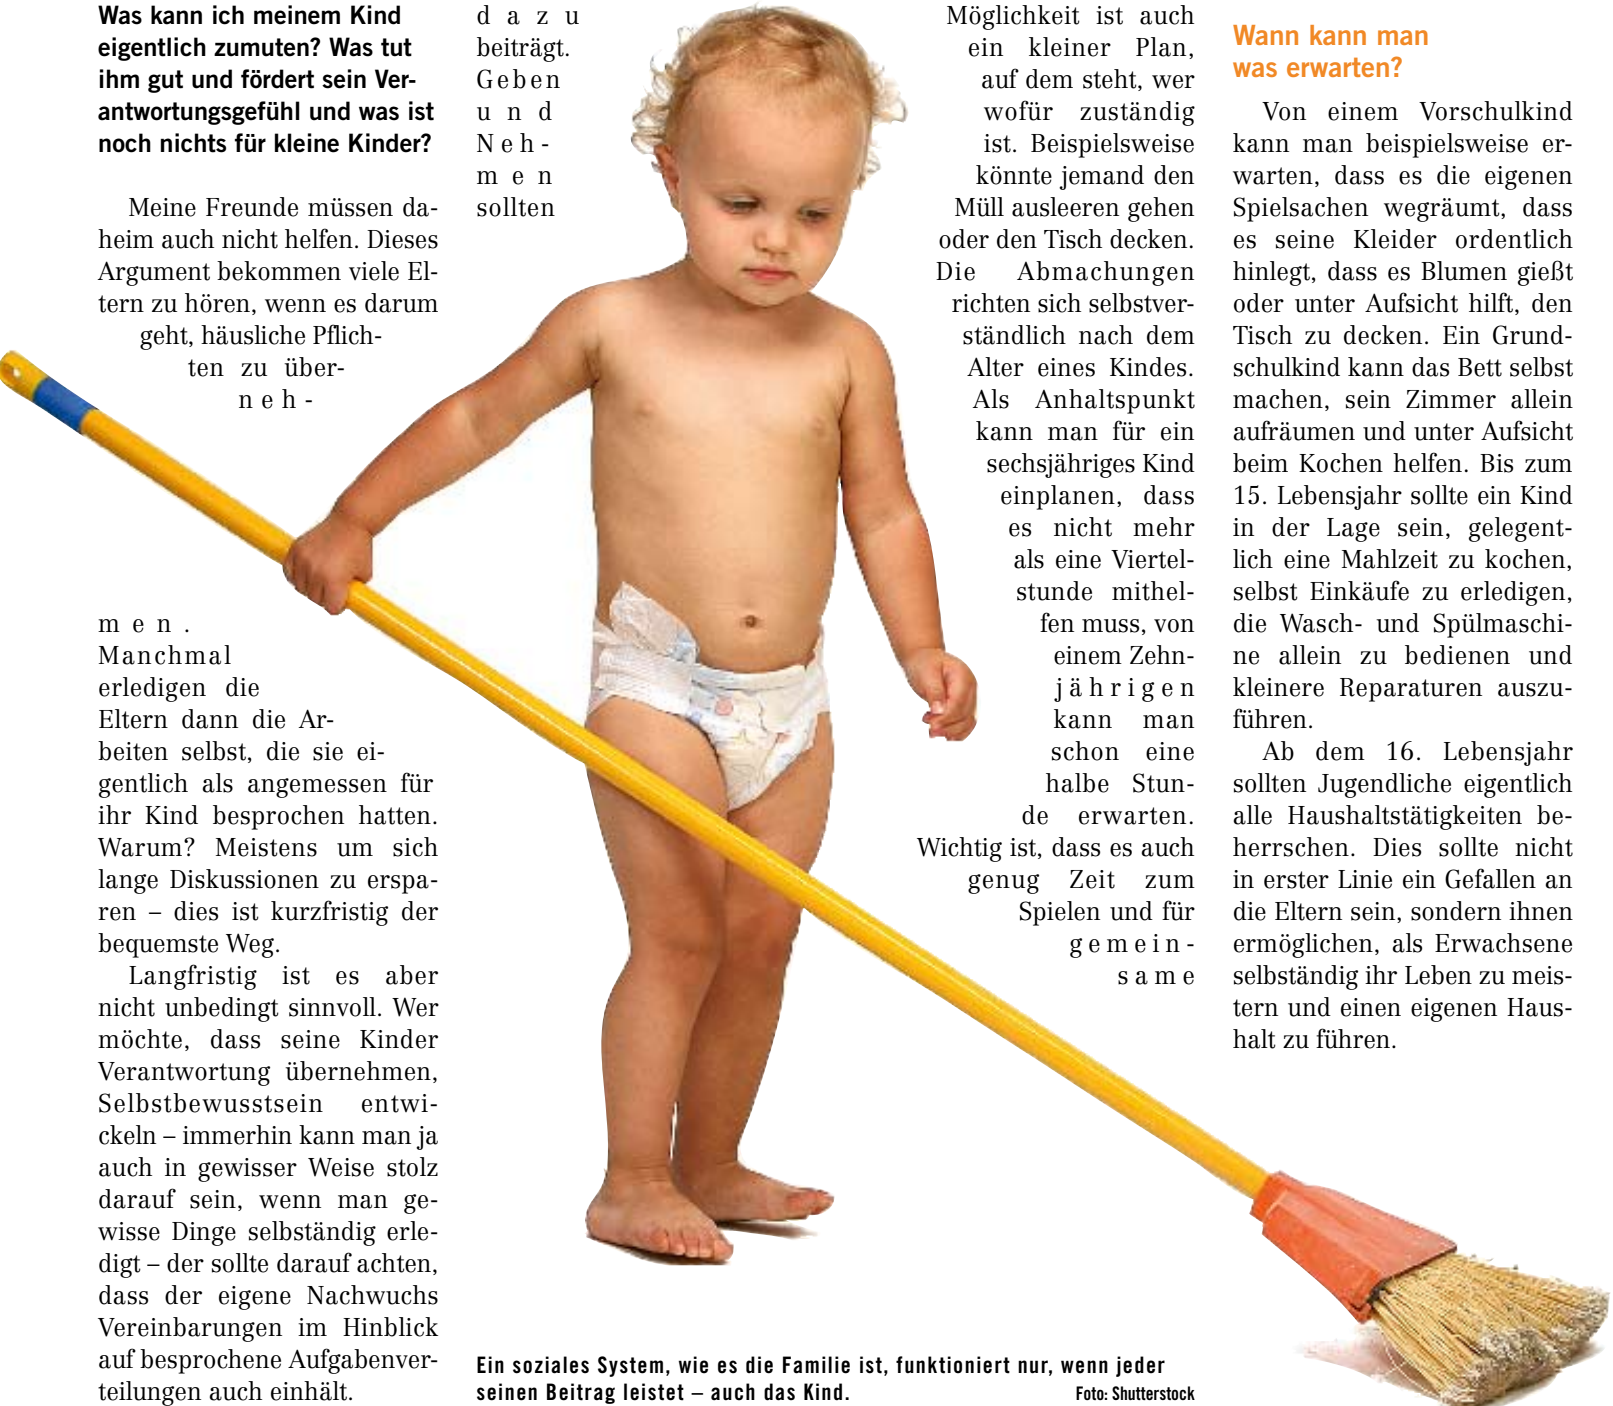 Was kann ich meinem Kind
eigentlich zumuten? Was tut
ihm gut und fördert sein Ver-
antwortungsgefühl und was ist
noch nichts für kleine Kinder?
Meine Freunde müssen da-
heim auch nicht helfen. Dieses
Argument bekommen viele El-
tern zu hören, wenn es darum
geht, häusliche Pflich-
ten zu über-
neh-
men.
Manchmal
erledigen die
Eltern dann die Ar-
beiten selbst, die sie ei-
gentlich als angemessen für
ihr Kind besprochen hatten.
Warum? Meistens um sich
lange Diskussionen zu erspa-
ren – dies ist kurzfristig der
bequemste Weg.
Langfristig ist es aber
nicht unbedingt sinnvoll. Wer
möchte, dass seine Kinder
Verantwortung übernehmen,
Selbstbewusstsein entwi-
ckeln – immerhin kann man ja
auch in gewisser Weise stolz
darauf sein, wenn man ge-
wisse Dinge selbständig erle-
digt – der sollte darauf achten,
dass der eigene Nachwuchs
Vereinbarungen im Hinblick
auf besprochene Aufgabenver-
teilungen auch einhält.
dazu
beiträgt.
Geben
und
Neh-
men
sollten
Möglichkeit ist auch
ein kleiner Plan,
auf dem steht, wer
wofür zuständig
ist. Beispielsweise
könnte jemand den
Müll ausleeren gehen
oder den Tisch decken.
Die Abmachungen
richten sich selbstver-
ständlich nach dem
Alter eines Kindes.
Als Anhaltspunkt
kann man für ein
sechsjähriges Kind
einplanen, dass
es nicht mehr
als eine Viertel-
stunde mithel-
fen muss, von
einem Zehn-
jährigen
kann man
schon eine
halbe Stun-
de erwarten.
Wichtig ist, dass es auch
genug Zeit zum
Spielen und für
gemein-
same
Ein soziales System, wie es die Familie ist, funktioniert nur, wenn jeder
seinen Beitrag leistet – auch das Kind. Foto: Shutterstock
Wann kann man
was erwarten?
Von einem Vorschulkind
kann man beispielsweise er-
warten, dass es die eigenen
Spielsachen wegräumt, dass
es seine Kleider ordentlich
hinlegt, dass es Blumen gießt
oder unter Aufsicht hilft, den
Tisch zu decken. Ein Grund-
schulkind kann das Bett selbst
machen, sein Zimmer allein
aufräumen und unter Aufsicht
beim Kochen helfen. Bis zum
15. Lebensjahr sollte ein Kind
in der Lage sein, gelegent-
lich eine Mahlzeit zu kochen,
selbst Einkäufe zu erledigen,
die Wasch- und Spülmaschi-
ne allein zu bedienen und
kleinere Reparaturen auszu-
führen.
Ab dem 16. Lebensjahr
sollten Jugendliche eigentlich
alle Haushaltstätigkeiten be-
herrschen. Dies sollte nicht
in erster Linie ein Gefallen an
die Eltern sein, sondern ihnen
ermöglichen, als Erwachsene
selbständig ihr Leben zu meis-
tern und einen eigenen Haus-
halt zu führen.